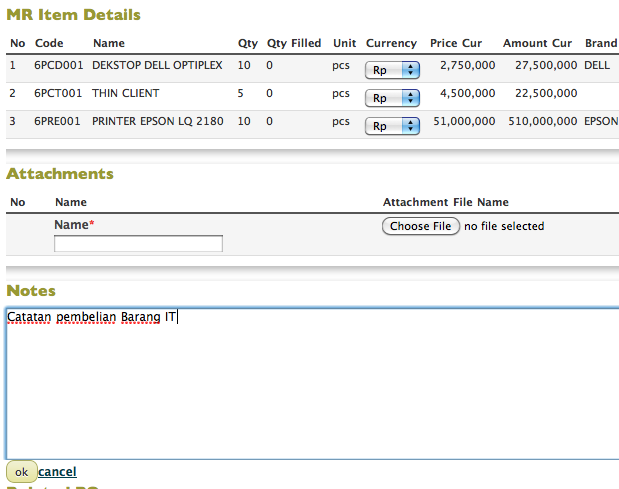 MR Item Details
No Code Name Qty Qty Filled Unit Currency Price Cur Amount Cur Brand
1 6PCD001 DEKSTOP DELL OPTIPLEX 10 0 pcs Rp 2,750,000 27,500,000 DELL
2 6PCT001 THIN CLIENT 5 0 pcs Rp 4,500,000 22,500,000
3 6PRE001 PRINTER EPSON LQ 2180 10 0 pcs Rp 51,000,000 510,000,000 EPSON
Attachments
No Name Attachment File Name
Name*
Choose File no file selected
Notes
Catatan pembelian Barang IT
ok cancel